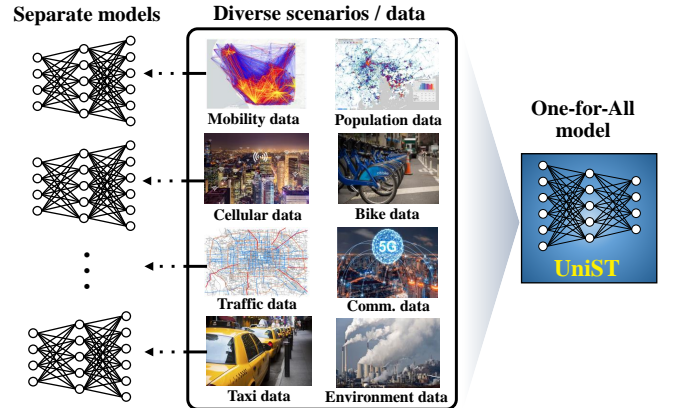 Separate models
Diverse scenarios / data
Mobility data
Population data
Cellular data
Bike data
5G
Traffic data
Comm. data
Taxi data
Environment data
One-for-All
model
UniST